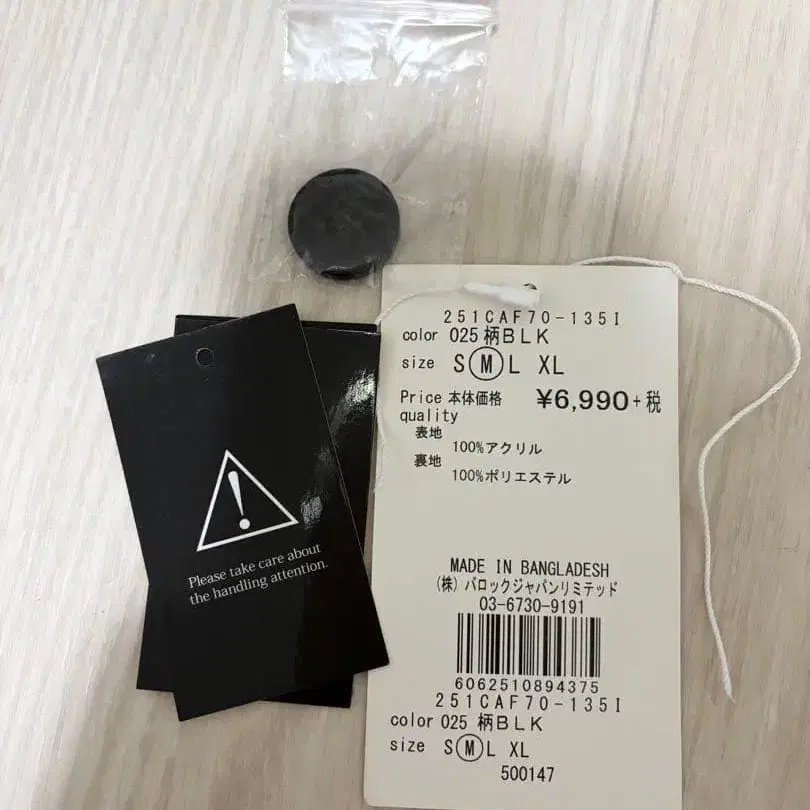 Please take care about
the handling attention.
251CAF70-135I
color 025 柄BLK
size S M L XL
Price 本体価格 ¥6,990+税
quality
表地
100%アクリル
裏地
100%ポリエステル
MADE IN BANGLADESH
(株) バロックジャパンリミテッド
03-6730-9191
6062510894375
251CAF70-135I
color 025 柄BLK
size S M L XL
500147